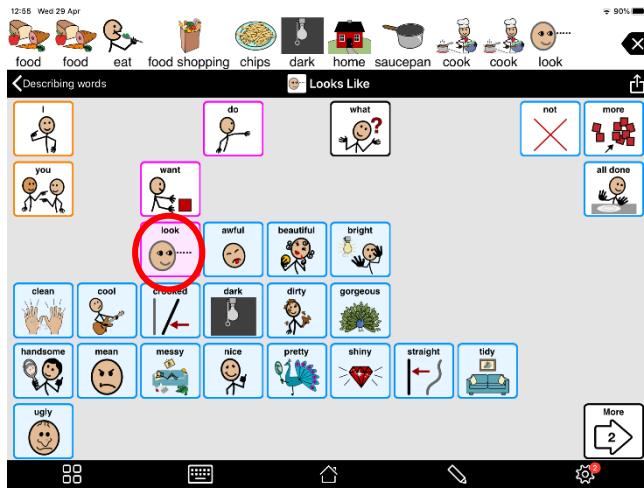 12:55 Wed 29 Apr 90%
food food eat food shopping chips dark home saucepan cook cook look
Describing words Looks Like
I do what not more
you want all done
look awful beautiful bright
clean cool crooked dark dirty gorgeous
handsome mean messy nice pretty shiny straight tidy
ugly More
2
2